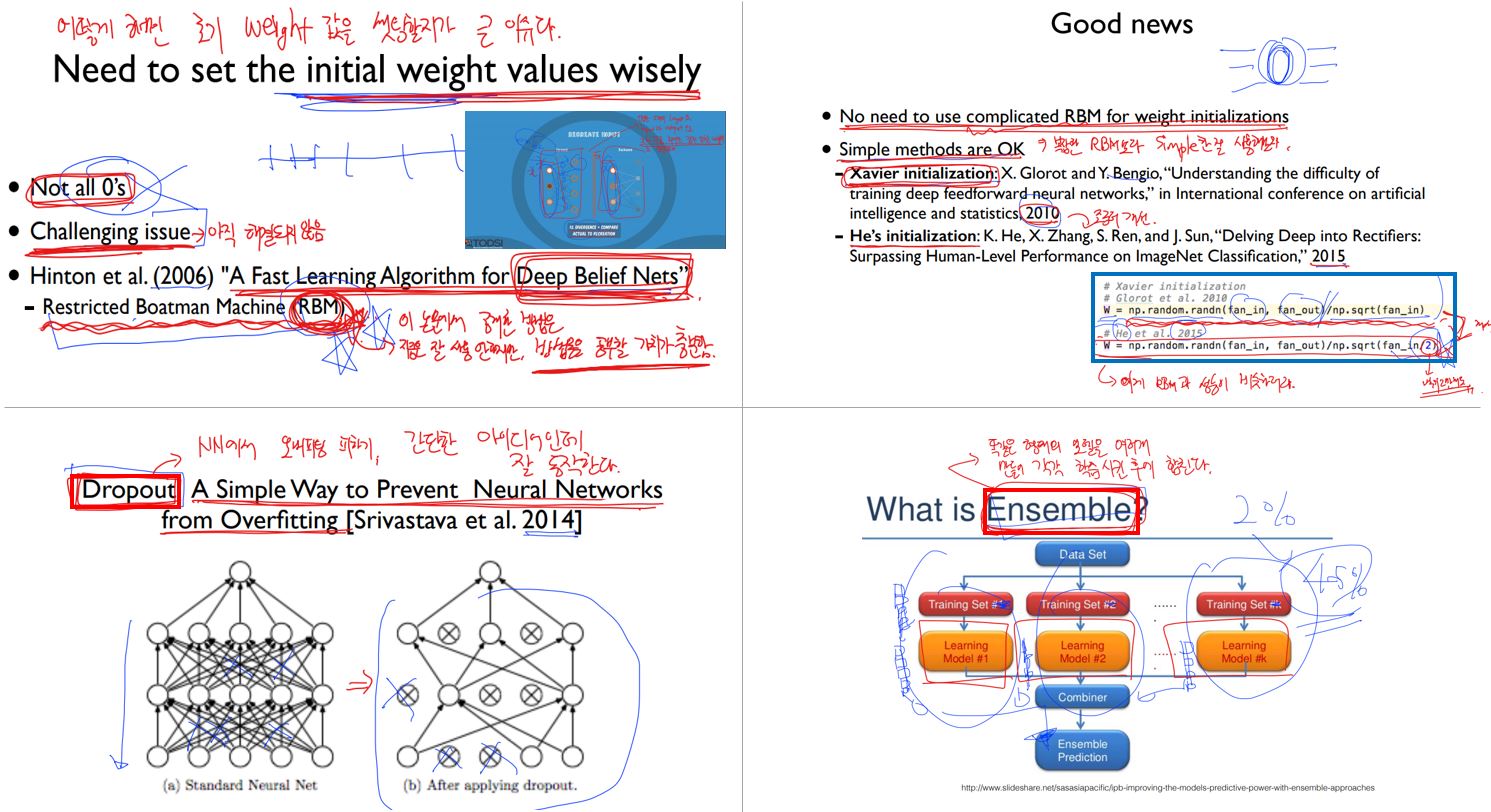 어떻게 하면 초기 weight 값을 셋팅할지가 큰 이슈다.
Need to set the initial weight values wisely
RECREATE INPUTS
KL DIVERGENCE = COMPARE
ACTUAL TO RECREATION
@TODSI
• Not all 0's
• Challenging issue → 아직 해결되지 않음
• Hinton et al. (2006) "A Fast Learning Algorithm for Deep Belief Nets"
– Restricted Boatman Machine (RBM)
이 논문에서 방법은
지금은 잘 사용 안하지만, 방법을 공부할 가치가 충분함.
Good news
• No need to use complicated RBM for weight initializations
• Simple methods are OK
⇒ 복잡한 RBM보다 Simple한걸 사용해보자.
– Xavier initialization: X. Glorot and Y. Bengio, "Understanding the difficulty of
training deep feedforward neural networks," in International conference on artificial
intelligence and statistics, 2010
– He's initialization: K. He, X. Zhang, S. Ren, and J. Sun, "Delving Deep into Rectifiers:
Surpassing Human-Level Performance on ImageNet Classification," 2015
# Xavier initialization
# Glorot et al. 2010
W = np.random.randn(fan_in, fan_out)/np.sqrt(fan_in)
# He et al. 2015
W = np.random.randn(fan_in, fan_out)/np.sqrt(fan_in/2)
이게 RBM과 성능이 비슷하더라.
NN에서 오버피팅 피하기, 간단한 아이디어인데
잘 동작한다.
Dropout A Simple Way to Prevent Neural Networks
from Overfitting [Srivastava et al. 2014]
(a) Standard Neural Net
(b) After applying dropout.
똑같은 형태의 모델을 여러개
만들어 각각 학습시킨 후에 합친다.
What is Ensemble?
2%
4~5%
Data Set
Training Set #1
Training Set #2
......
Training Set #k
Learning
Model #1
Learning
Model #2
......
Learning
Model #k
Combiner
Ensemble
Prediction
http://www.slideshare.net/sasasiapacific/ipb-improving-the-models-predictive-power-with-ensemble-approaches